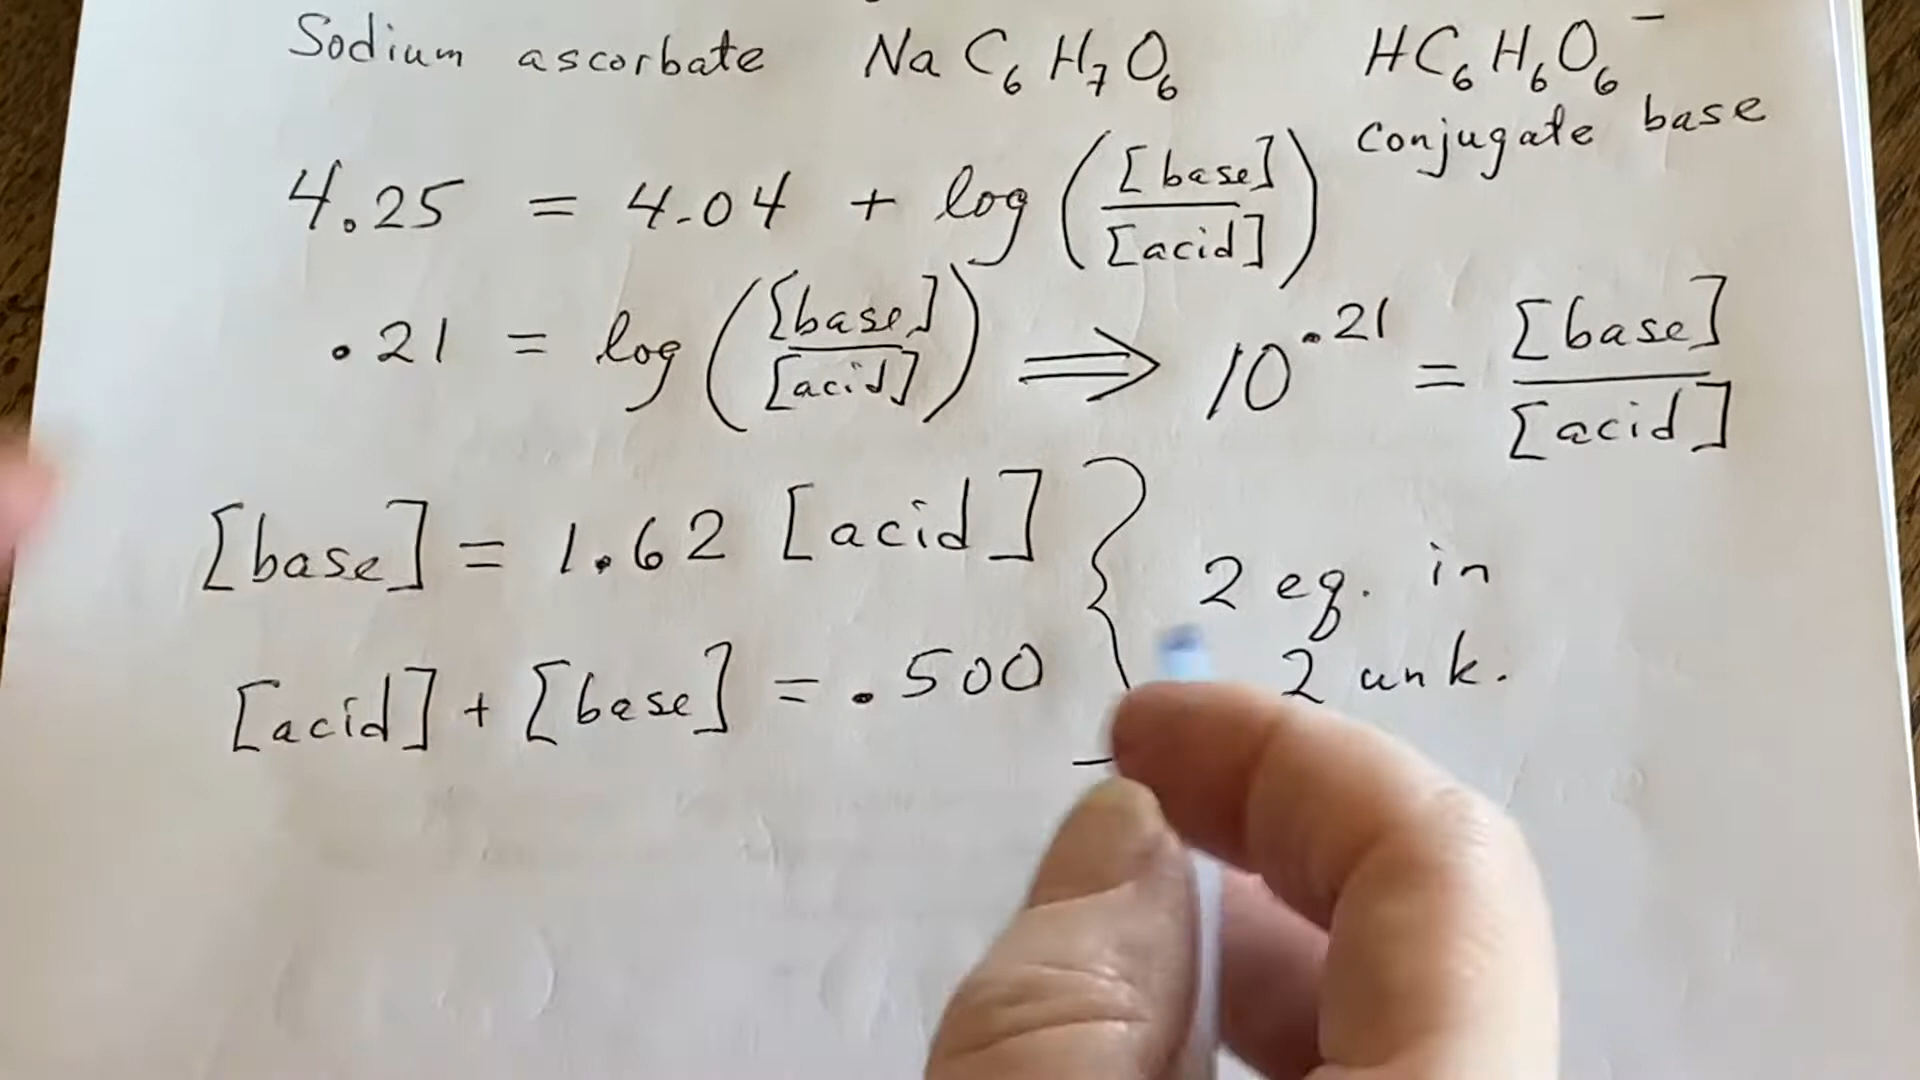 Sodium ascorbate NaC₆H₇O₆ HC₆H₆O₆⁻
conjugate base
4.25 = 4.04 + log([base]/[acid])
.21 = log([base]/[acid]) ⟹ 10^.21 = [base]/[acid]
[base] = 1.62 [acid]
[acid] + [base] = .500
} 2 eq. in
2 unk.